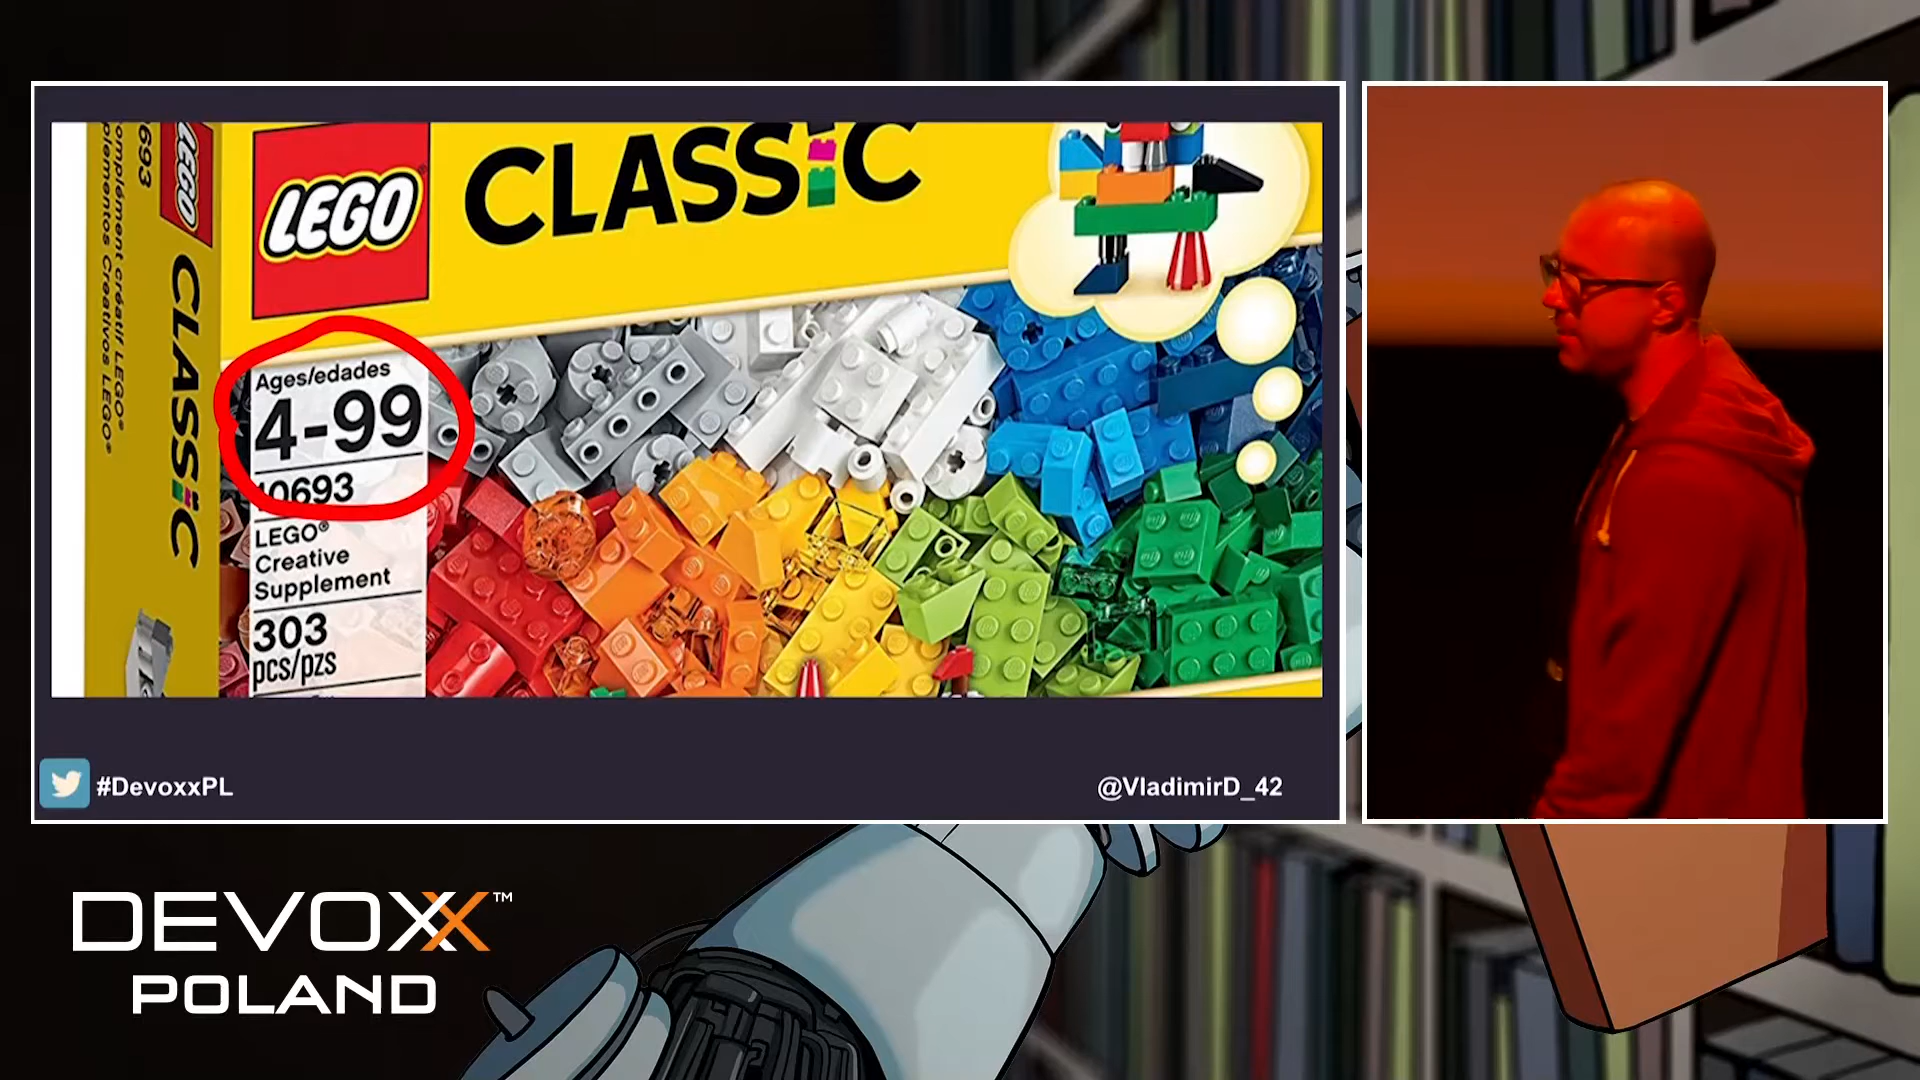 693
LEGO
CLASSIC
omplément créatif LEGO®
plementos Creativos LEGO®
LEGO®
CLASSIC
Ages/edades
4-99
10693
LEGO®
Creative
Supplement
303
pcs/pzs
#DevoxxPL
@VladimirD_42
DEVOXX™
POLAND